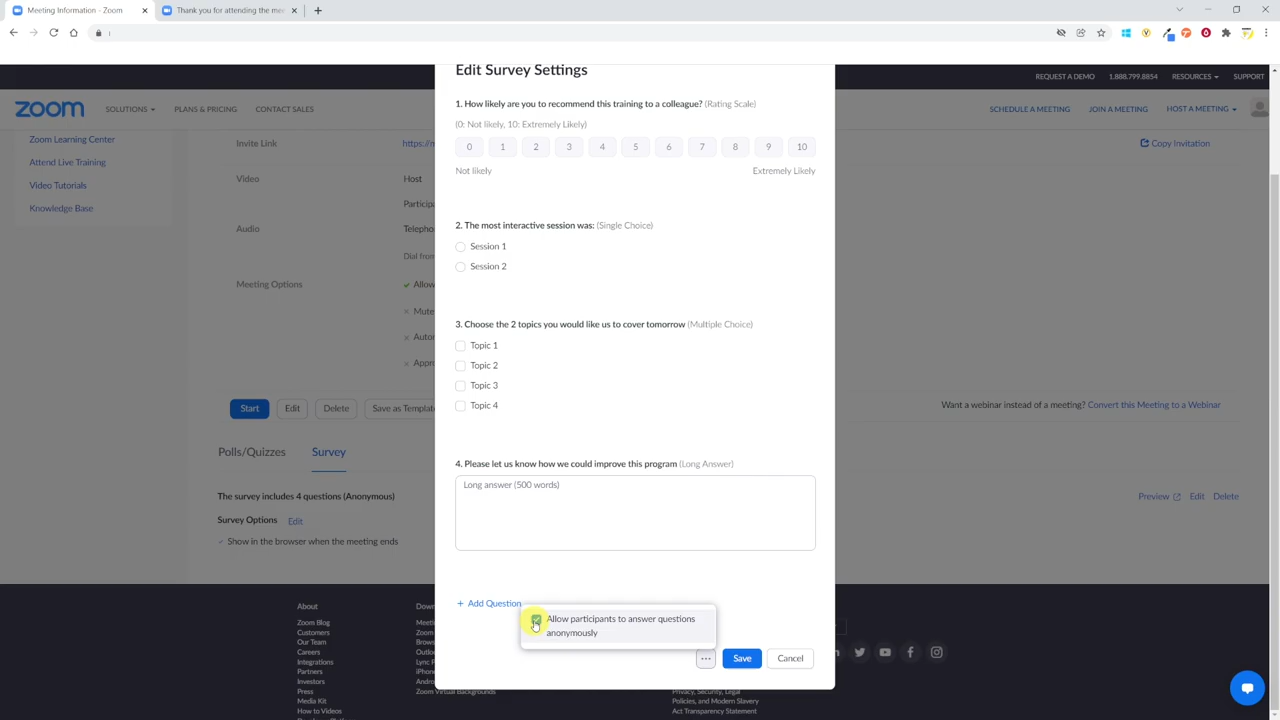 Meeting Information - Zoom
Thank you for attending the me
REQUEST A DEMO 1.888.799.8854 RESOURCES SUPPORT
zoom SOLUTIONS PLANS & PRICING CONTACT SALES SCHEDULE A MEETING JOIN A MEETING HOST A MEETING
Zoom Learning Center
Attend Live Training
Video Tutorials
Knowledge Base
Invite Link https://m Copy Invitation
Video Host
Participa
Audio Telepho
Dial from
Meeting Options Allow
Mute
Auto
Appr
Start Edit Delete Save as Template
Want a webinar instead of a meeting? Convert this Meeting to a Webinar
Polls/Quizzes Survey
The survey includes 4 questions (Anonymous) Preview Edit Delete
Survey Options Edit
Show in the browser when the meeting ends
Edit Survey Settings
1. How likely are you to recommend this training to a colleague? (Rating Scale)
(0: Not likely, 10: Extremely Likely)
0 1 2 3 4 5 6 7 8 9 10
Not likely Extremely Likely
2. The most interactive session was: (Single Choice)
Session 1
Session 2
3. Choose the 2 topics you would like us to cover tomorrow (Multiple Choice)
Topic 1
Topic 2
Topic 3
Topic 4
4. Please let us know how we could improve this program (Long Answer)
Long answer (500 words)
+ Add Question
Allow participants to answer questions
anonymously
Save Cancel
About
Zoom Blog
Customers
Our Team
Careers
Integrations
Partners
Investors
Press
Media Kit
How to Videos
Down
Meeti
Zoom
Brows
Outlo
Lync P
iPhon
Andro
Zoom Virtual Backgrounds
Privacy, Security, Legal
Policies, and Modern Slavery
Act Transparency Statement